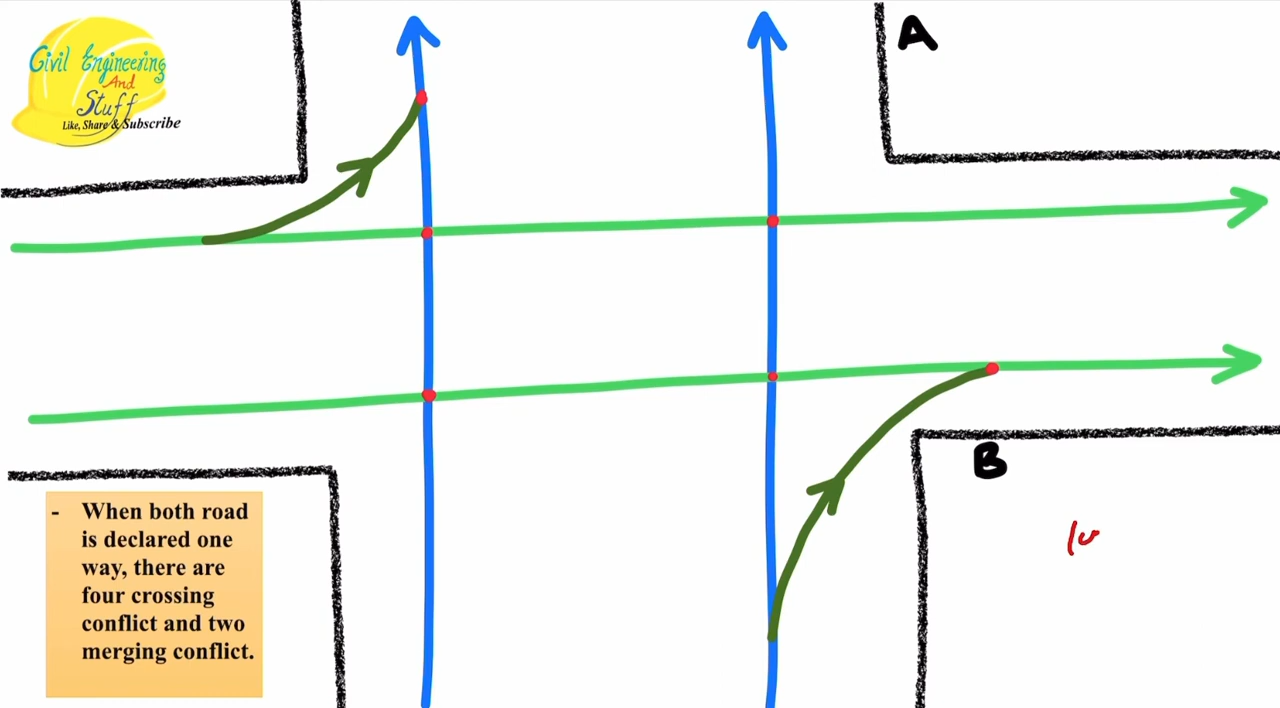 Civil Engineering
And
Stuff
Like, Share & Subscribe
A
B
- When both road
is declared one
way, there are
four crossing
conflict and two
merging conflict.